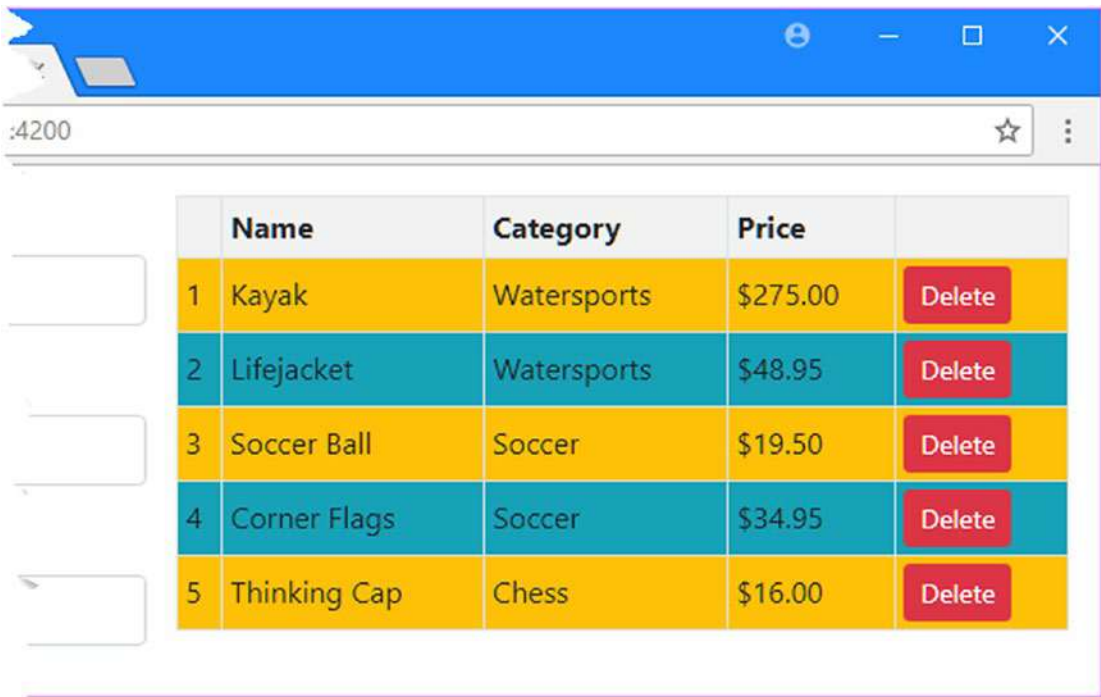 :4200
Name Category Price
1 Kayak Watersports $275.00 Delete
2 Lifejacket Watersports $48.95 Delete
3 Soccer Ball Soccer $19.50 Delete
4 Corner Flags Soccer $34.95 Delete
5 Thinking Cap Chess $16.00 Delete